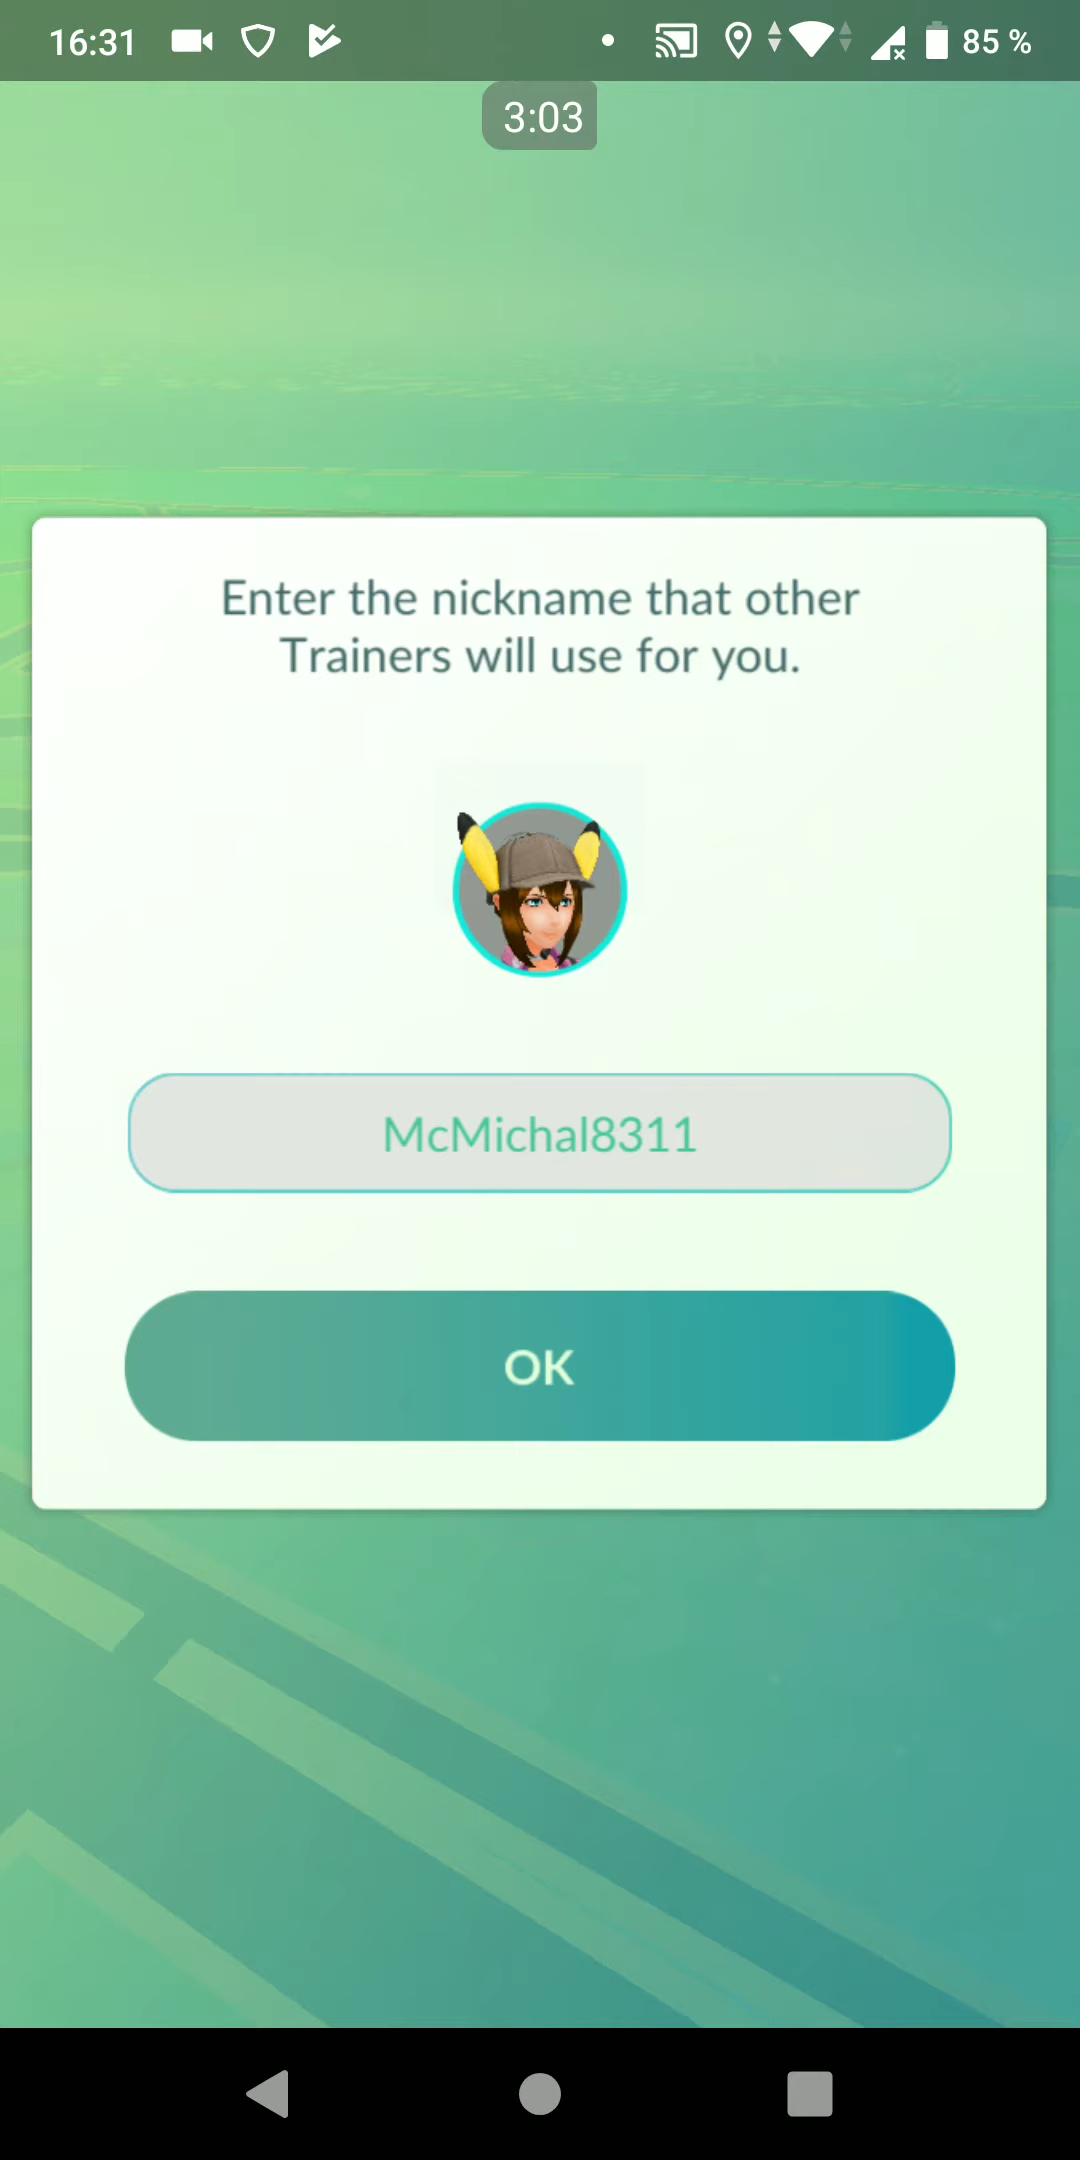 16:31
85 %
3:03
Enter the nickname that other
Trainers will use for you.
McMichal8311
OK